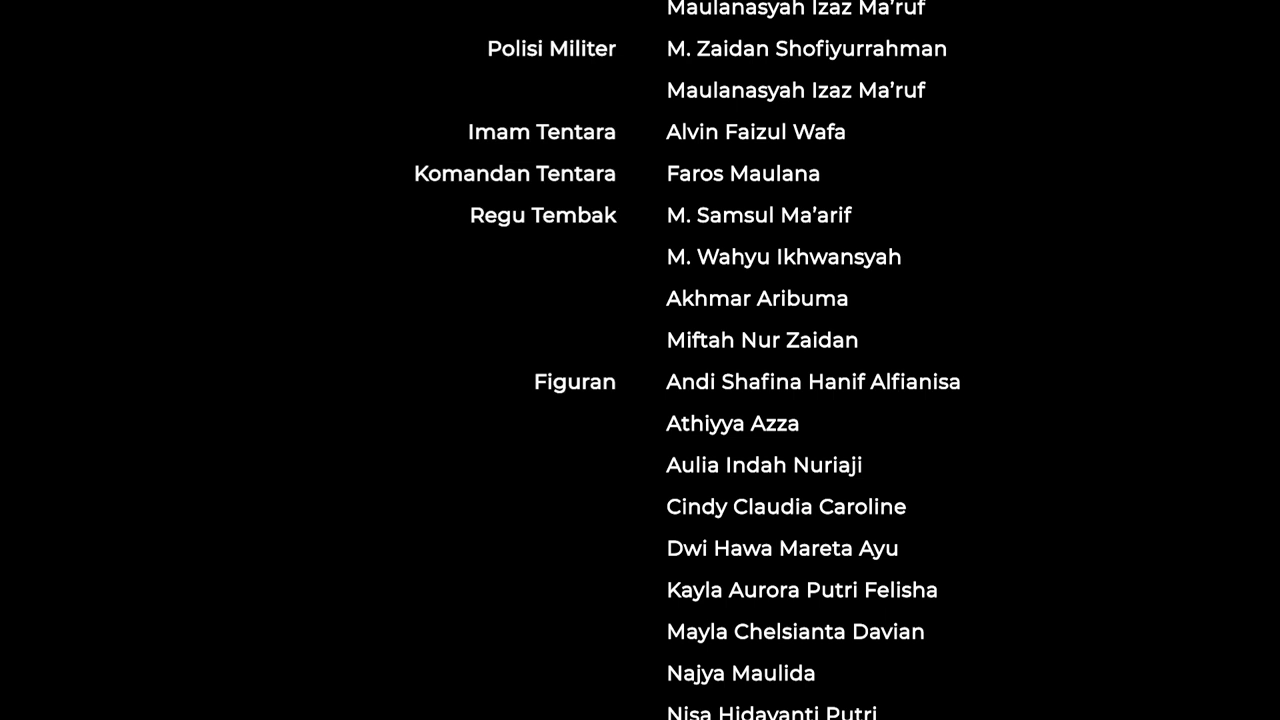 Maulanasyah Izaz Ma’ruf
Polisi Militer M. Zaidan Shofiyurrahman
Maulanasyah Izaz Ma’ruf
Imam Tentara Alvin Faizul Wafa
Komandan Tentara Faros Maulana
Regu Tembak M. Samsul Ma’arif
M. Wahyu Ikhwansyah
Akhmar Aribuma
Miftah Nur Zaidan
Figuran Andi Shafina Hanif Alfianisa
Athiyya Azza
Aulia Indah Nuriaji
Cindy Claudia Caroline
Dwi Hawa Mareta Ayu
Kayla Aurora Putri Felisha
Mayla Chelsianta Davian
Najya Maulida
Nisa Hidayanti Putri